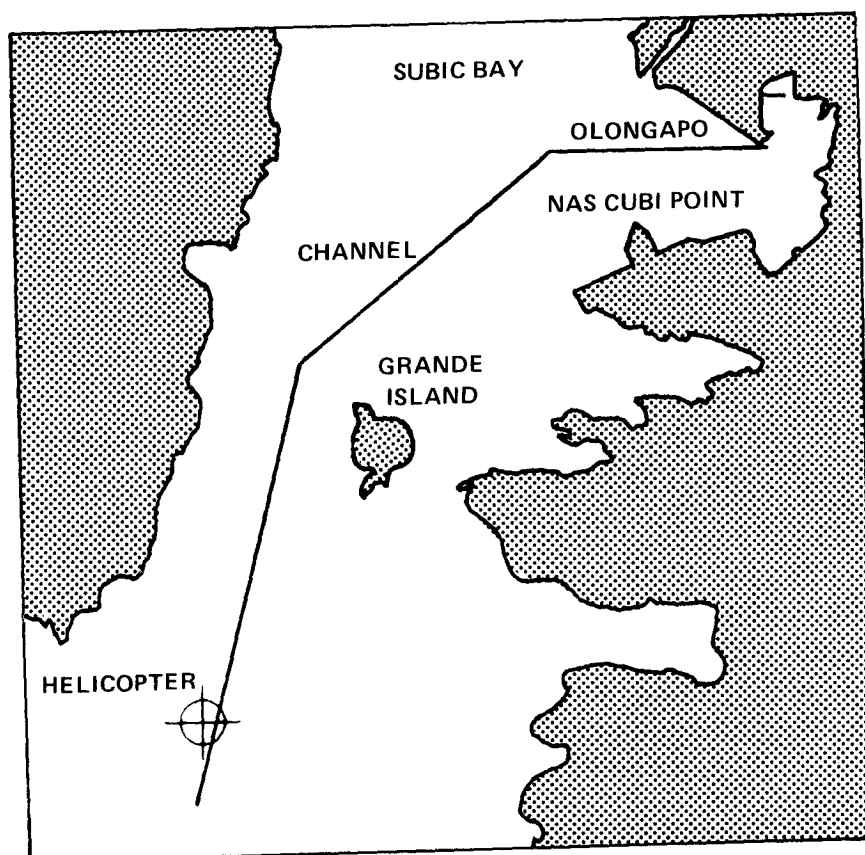 SUBIC BAY
OLONGAPO
NAS CUBI POINT
CHANNEL
GRANDE
ISLAND
HELICOPTER